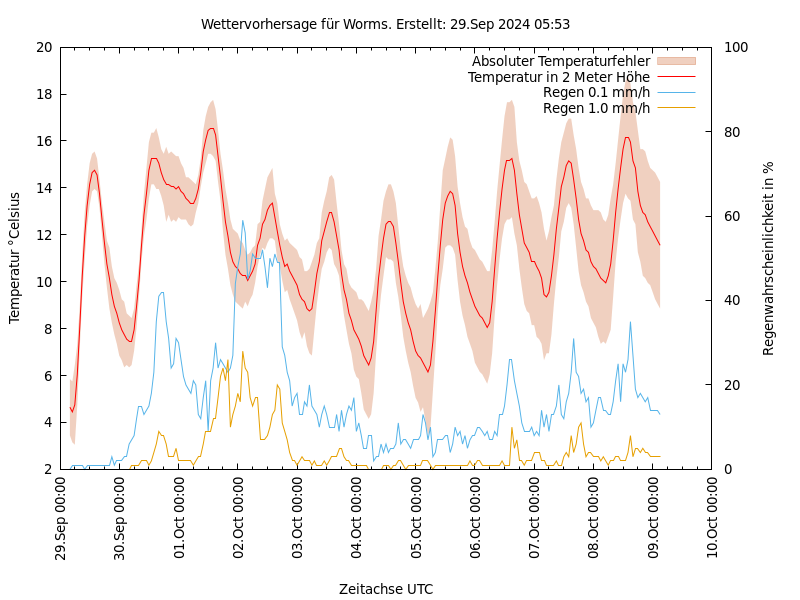 Wettervorhersage für Worms. Erstellt: 29.Sep 2024 05:53
Absoluter Temperaturfehler
Temperatur in 2 Meter Höhe
Regen 0.1 mm/h
Regen 1.0 mm/h
Temperatur °Celsius
20
18
16
14
12
10
8
6
4
2
Regenwahrscheinlichkeit in %
100
80
60
40
20
0
29.Sep 00:00
30.Sep 00:00
01.Oct 00:00
02.Oct 00:00
03.Oct 00:00
04.Oct 00:00
05.Oct 00:00
06.Oct 00:00
07.Oct 00:00
08.Oct 00:00
09.Oct 00:00
10.Oct 00:00
Zeitachse UTC